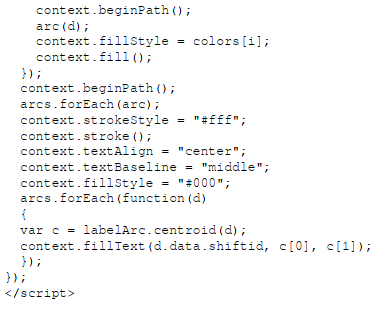 context.beginPath();
arc(d);
context.fillStyle = colors[i];
context.fill();
});
context.beginPath();
arcs.forEach(arc);
context.strokeStyle = "#fff";
context.stroke();
context.textAlign = "center";
context.textBaseline = "middle";
context.fillStyle = "#000";
arcs.forEach(function(d)
{
var c = labelArc.centroid(d);
context.fillText(d.data.shiftid, c[0], c[1]);
});
});
</script>